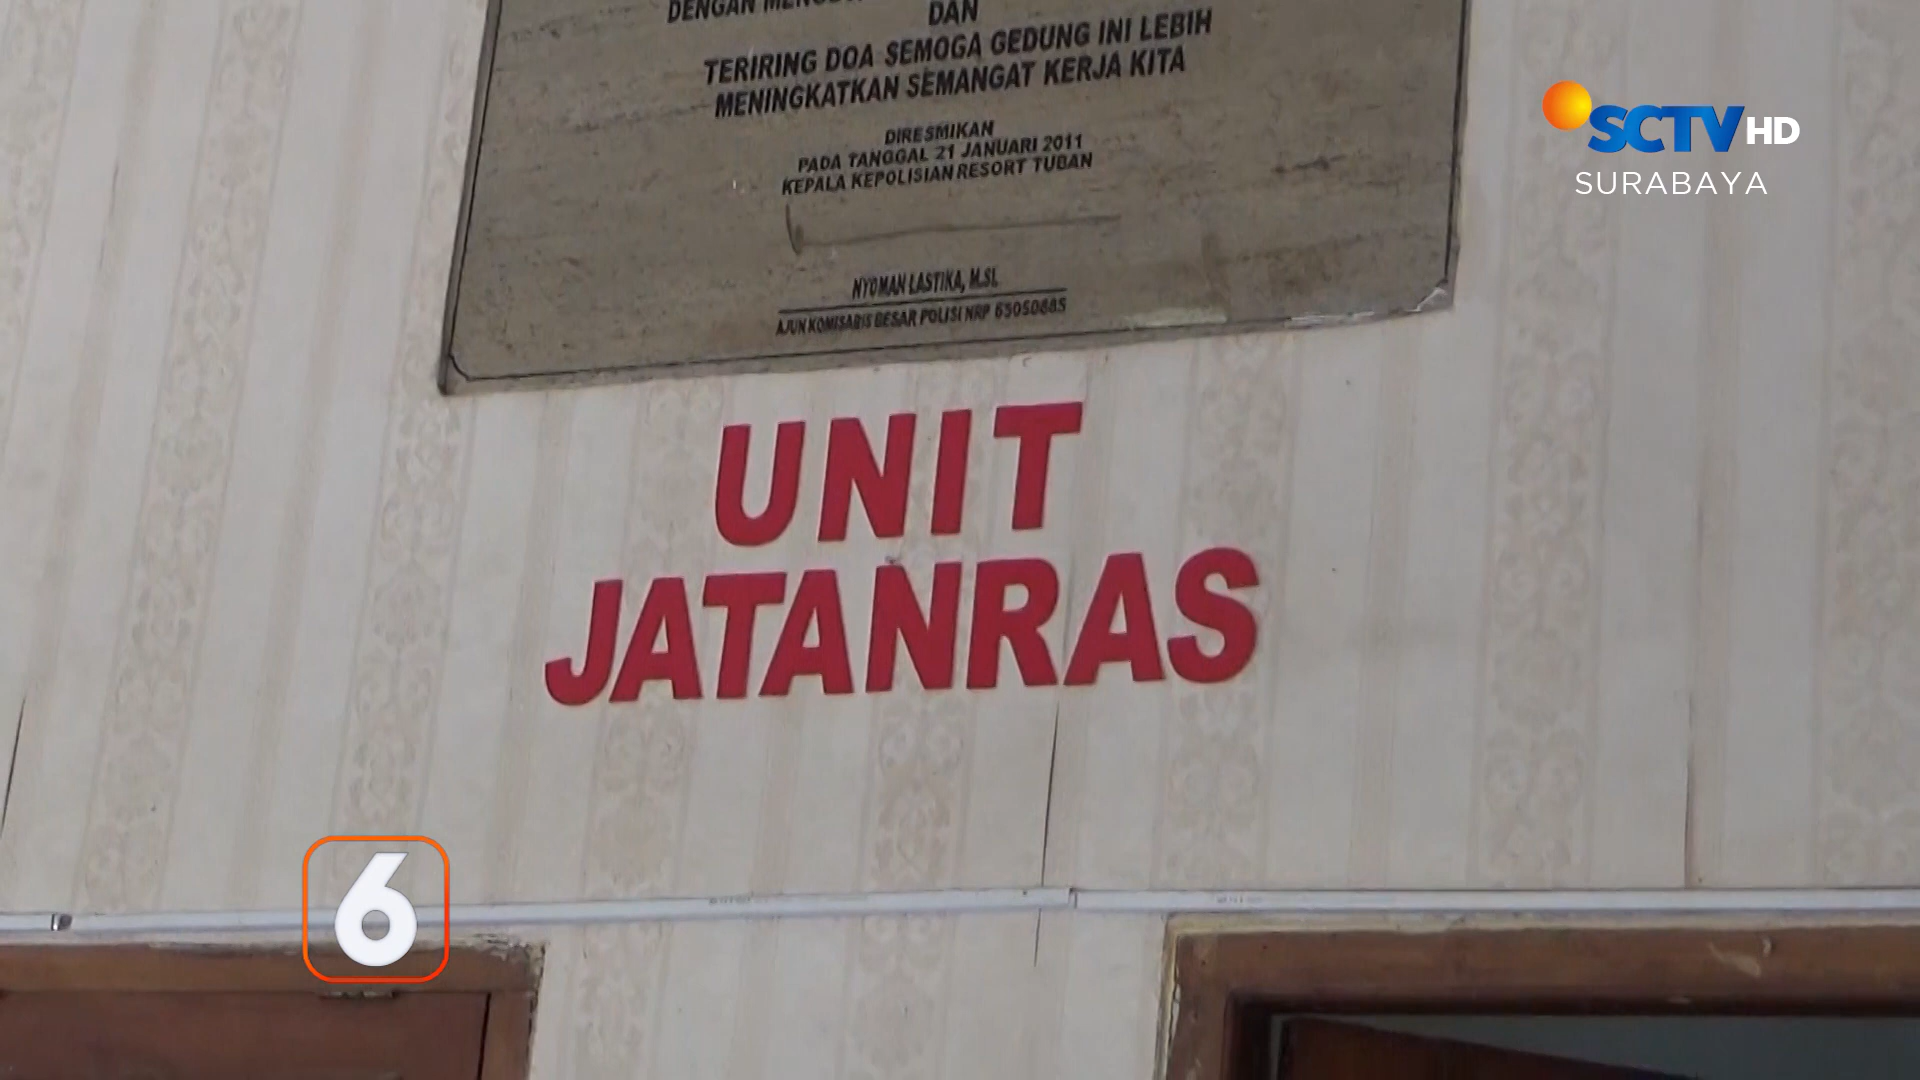 DENGAN
DAN
TERIRING DOA SEMOGA GEDUNG INI LEBIH
MENINGKATKAN SEMANGAT KERJA KITA
DIRESMIKAN
PADA TANGGAL 21 JANUARI 2011
KEPALA KEPOLISIAN RESORT TUBAN
NYOMAN LASTIKA, M.SI.
AJUN KOMISARIS BESAR POLISI NRP 65050685
SCTV HD
SURABAYA
UNIT
JATANRAS
6